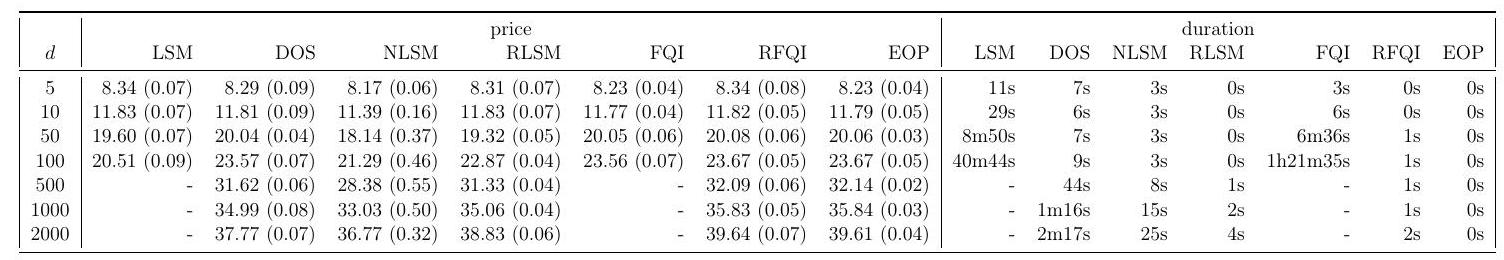 price duration
d LSM DOS NLSM RLSM FQI RFQI EOP LSM DOS NLSM RLSM FQI RFQI EOP
5 8.34 (0.07) 8.29 (0.09) 8.17 (0.06) 8.31 (0.07) 8.23 (0.04) 8.34 (0.08) 8.23 (0.04) 11s 7s 3s 0s 3s 0s 0s
10 11.83 (0.07) 11.81 (0.09) 11.39 (0.16) 11.83 (0.07) 11.77 (0.04) 11.82 (0.05) 11.79 (0.05) 29s 6s 3s 0s 6s 0s 0s
50 19.60 (0.07) 20.04 (0.04) 18.14 (0.37) 19.32 (0.05) 20.05 (0.06) 20.08 (0.06) 20.06 (0.03) 8m50s 7s 3s 0s 6m36s 1s 0s
100 20.51 (0.09) 23.57 (0.07) 21.29 (0.46) 22.87 (0.04) 23.56 (0.07) 23.67 (0.05) 23.67 (0.05) 40m44s 9s 3s 0s 1h21m35s 1s 0s
500 - 31.62 (0.06) 28.38 (0.55) 31.33 (0.04) - 32.09 (0.06) 32.14 (0.02) - 44s 8s 1s - 1s 0s
1000 - 34.99 (0.08) 33.03 (0.50) 35.06 (0.04) - 35.83 (0.05) 35.84 (0.03) - 1m16s 15s 2s - 1s 0s
2000 - 37.77 (0.07) 36.77 (0.32) 38.83 (0.06) - 39.64 (0.07) 39.61 (0.04) - 2m17s 25s 4s - 2s 0s